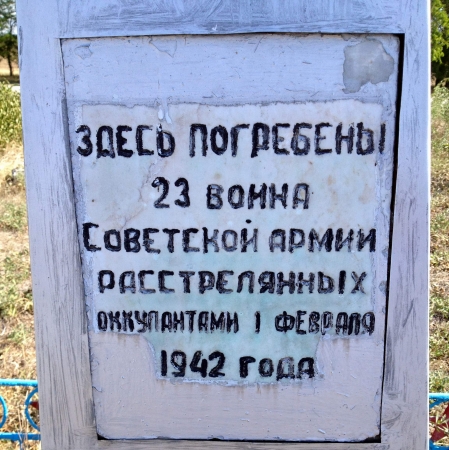 ЗДЕСЬ ПОГРЕБЕНЫ
23 ВОИНА
СОВЕТСКОЙ АРМИИ
РАССТРЕЛЯННЫХ
ОККУПАНТАМИ 1 ФЕВРАЛЯ
1942 ГОДА